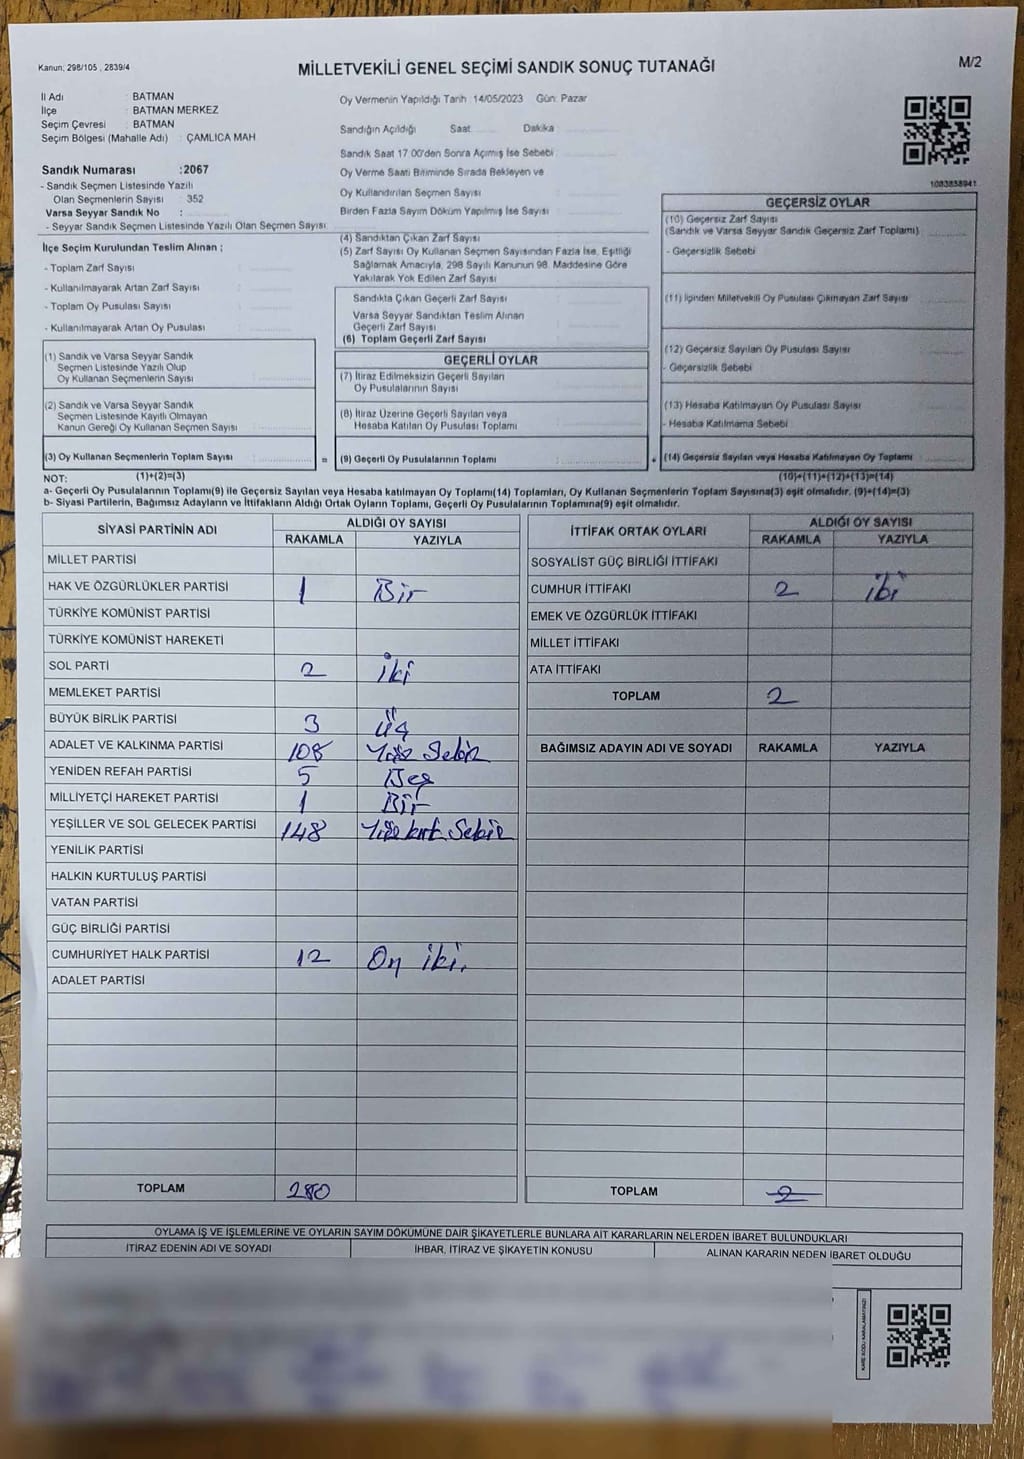 Kanun; 298/105 , 2839/4
MİLLETVEKİLİ GENEL SEÇİMİ SANDIK SONUÇ TUTANAĞI
M/2
İl Adı : BATMAN
İlçe : BATMAN MERKEZ
Seçim Çevresi : BATMAN
Seçim Bölgesi (Mahalle Adı) : ÇAMLICA MAH
Sandık Numarası :2067
- Sandık Seçmen Listesinde Yazılı
Olan Seçmenlerin Sayısı : 352
Varsa Seyyar Sandık No :
- Seyyar Sandık Seçmen Listesinde Yazılı Olan Seçmen Sayısı
Oy Vermenin Yapıldığı Tarih 14/05/2023 Gün: Pazar
Sandığın Açıldığı Saat Dakika
Sandık Saat 17 00'den Sonra Açımış İse Sebebi
Oy Verme Saati Bitiminde Sırada Bekleyen ve
Oy Kullandırılan Seçmen Sayısı
Birden Fazla Sayım Döküm Yapılmış İse Sayısı
1083858941
İlçe Seçim Kurulundan Teslim Alınan ;
- Toplam Zarf Sayısı
- Kullanılmayarak Artan Zarf Sayısı
- Toplam Oy Pusulası Sayısı
- Kullanılmayarak Artan Oy Pusulası
(1) Sandık ve Varsa Seyyar Sandık
Seçmen Listesinde Yazılı Olup
Oy Kullanan Seçmenlerin Sayısı
(2) Sandık ve Varsa Seyyar Sandık
Seçmen Listesinde Kayıtlı Olmayan
Kanun Gereği Oy Kullanan Seçmen Sayısı
(3) Oy Kullanan Seçmenlerin Toplam Sayısı =
(4) Sandıktan Çıkan Zarf Sayısı
(5) Zarf Sayısı Oy Kullanan Seçmen Sayısından Fazla İse, Eşitliği
Sağlamak Amacıyla, 298 Sayılı Kanunun 98. Maddesine Göre
Yakılarak Yok Edilen Zarf Sayısı
Sandıkta Çıkan Geçerli Zarf Sayısı
Varsa Seyyar Sandıktan Teslim Alınan
Geçerli Zarf Sayısı
(6) Toplam Geçerli Zarf Sayısı
GEÇERLİ OYLAR
(7) İtiraz Edilmeksizin Geçerli Sayılan
Oy Pusulalarının Sayısı
(8) İtiraz Üzerine Geçerli Sayılan veya
Hesaba Katılan Oy Pusulası Toplamı
(9) Geçerli Oy Pusulalarının Toplamı +
GEÇERSİZ OYLAR
(10) Geçersiz Zarf Sayısı
(Sandık ve Varsa Seyyar Sandık Geçersiz Zarf Toplamı)
- Geçersizlik Sebebi
(11) İçinden Milletvekili Oy Pusulası Çıkmayan Zarf Sayısı
(12) Geçersiz Sayılan Oy Pusulası Sayısı
- Geçersizlik Sebebi
(13) Hesaba Katılmayan Oy Pusulası Sayısı
- Hesaba Katılmama Sebebi
(14) Geçersiz Sayılan veya Hesaba Katılmayan Oy Toplamı
NOT: (1)+(2)=(3) (10)+(11)+(12)+(13)=(14)
a- Geçerli Oy Pusulalarının Toplamı(9) ile Geçersiz Sayılan veya Hesaba katılmayan Oy Toplamı(14) Toplamları, Oy Kullanan Seçmenlerin Toplam Sayısına(3) eşit olmalıdır. (9)+(14)=(3)
b- Siyasi Partilerin, Bağımsız Adayların ve İttifakların Aldığı Ortak Oyların Toplamı, Geçerli Oy Pusulalarının Toplamına(9) eşit olmalıdır.
SİYASİ PARTİNİN ADI ALDIĞI OY SAYISI
RAKAMLA YAZIYLA
MİLLET PARTİSİ
HAK VE ÖZGÜRLÜKLER PARTİSİ 1 Bir
TÜRKİYE KOMÜNİST PARTİSİ
TÜRKİYE KOMÜNİST HAREKETİ
SOL PARTİ 2 İki
MEMLEKET PARTİSİ
BÜYÜK BİRLİK PARTİSİ 3 Üç
ADALET VE KALKINMA PARTİSİ 108 Yüz Sekiz
YENİDEN REFAH PARTİSİ 5 Beş
MİLLİYETÇİ HAREKET PARTİSİ 1 Bir
YEŞİLLER VE SOL GELECEK PARTİSİ 148 Yüz kırk Sekiz
YENİLİK PARTİSİ
HALKIN KURTULUŞ PARTİSİ
VATAN PARTİSİ
GÜÇ BİRLİĞİ PARTİSİ
CUMHURİYET HALK PARTİSİ 12 On iki.
ADALET PARTİSİ
TOPLAM 280
İTTİFAK ORTAK OYLARI ALDIĞI OY SAYISI
RAKAMLA YAZIYLA
SOSYALİST GÜÇ BİRLİĞİ İTTİFAKI
CUMHUR İTTİFAKI 2 iki
EMEK VE ÖZGÜRLÜK İTTİFAKI
MİLLET İTTİFAKI
ATA İTTİFAKI
TOPLAM 2
BAĞIMSIZ ADAYIN ADI VE SOYADI RAKAMLA YAZIYLA
TOPLAM 2
OYLAMA İŞ VE İŞLEMLERİNE VE OYLARIN SAYIM DÖKÜMÜNE DAİR ŞİKAYETLERLE BUNLARA AİT KARARLARIN NELERDEN İBARET BULUNDUKLARI
İTİRAZ EDENİN ADI VE SOYADI İHBAR, İTİRAZ VE ŞİKAYETİN KONUSU ALINAN KARARIN NEDEN İBARET OLDUĞU
KARE KODU KARALAMAYINIZ!